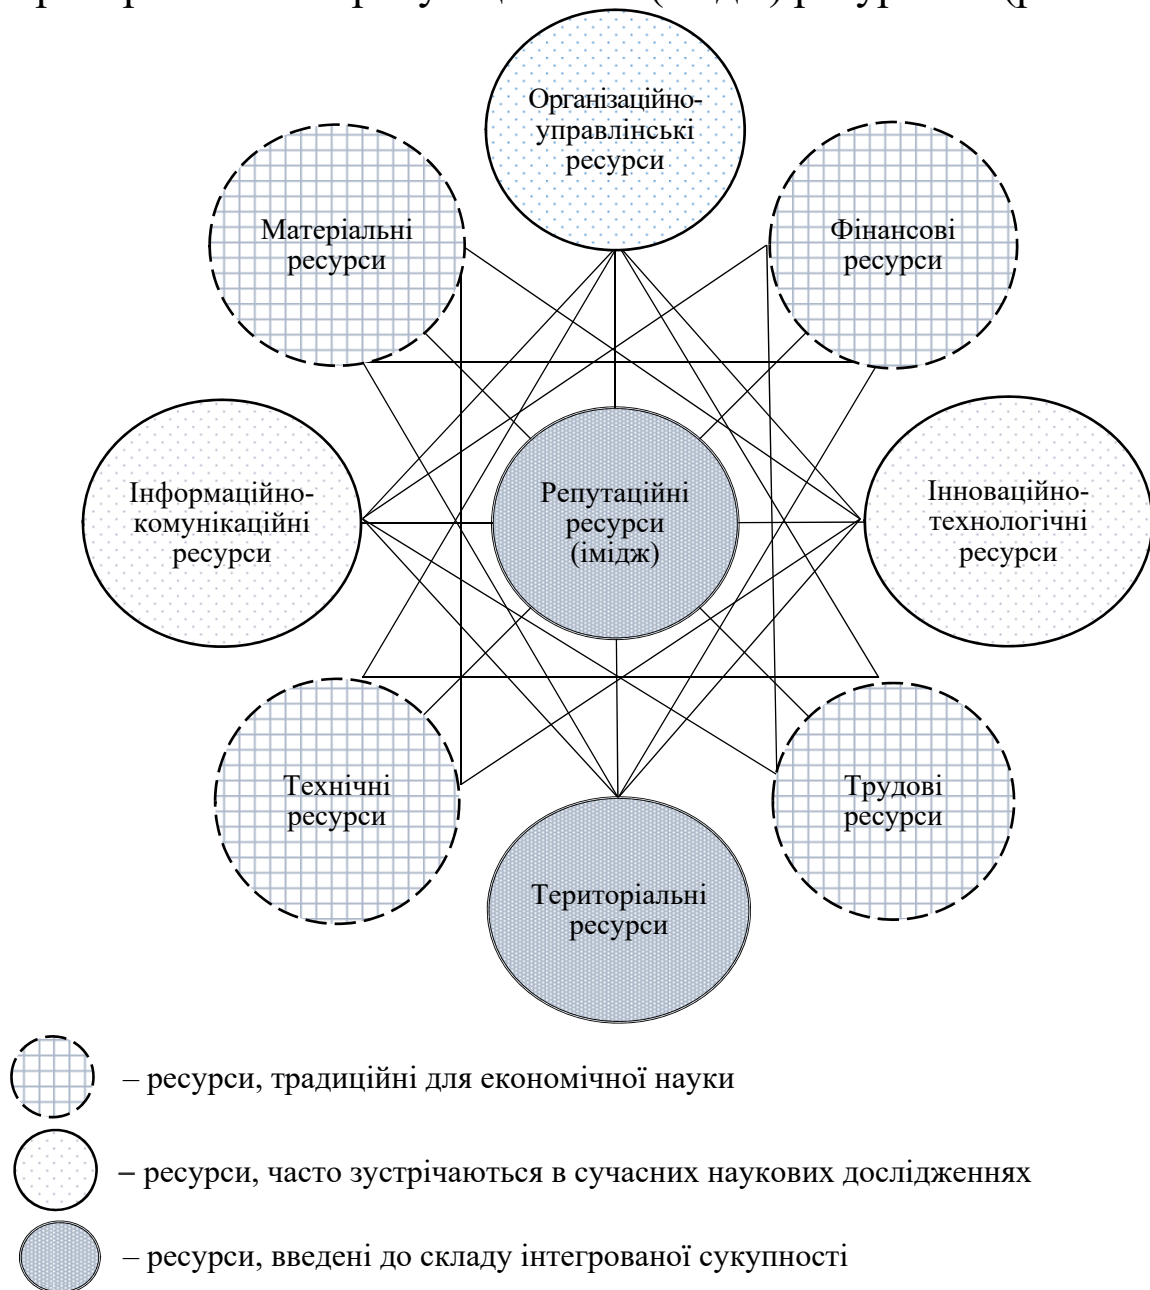 Організаційно-
управлінські
ресурси
Матеріальні
ресурси
Фінансові
ресурси
Інформаційно-
комунікаційні
ресурси
Репутаційні
ресурси
(імідж)
Інноваційно-
технологічні
ресурси
Технічні
ресурси
Трудові
ресурси
Територіальні
ресурси
– ресурси, традиційні для економічної науки
– ресурси, часто зустрічаються в сучасних наукових дослідженнях
– ресурси, введені до складу інтегрованої сукупності